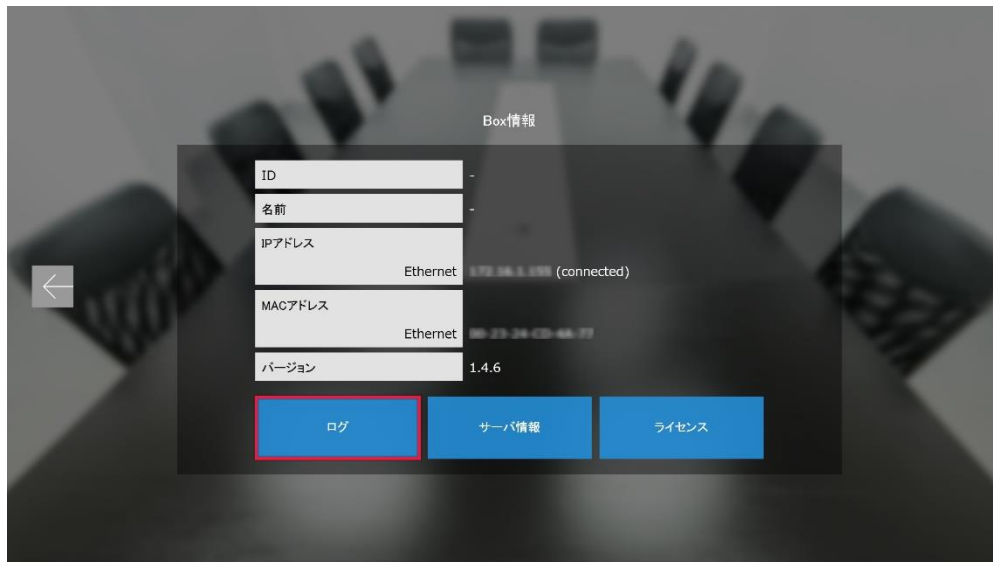 Box情報
ID -
名前 -
IPアドレス
Ethernet (connected)
MACアドレス
Ethernet
バージョン 1.4.6
ログ サーバ情報 ライセンス